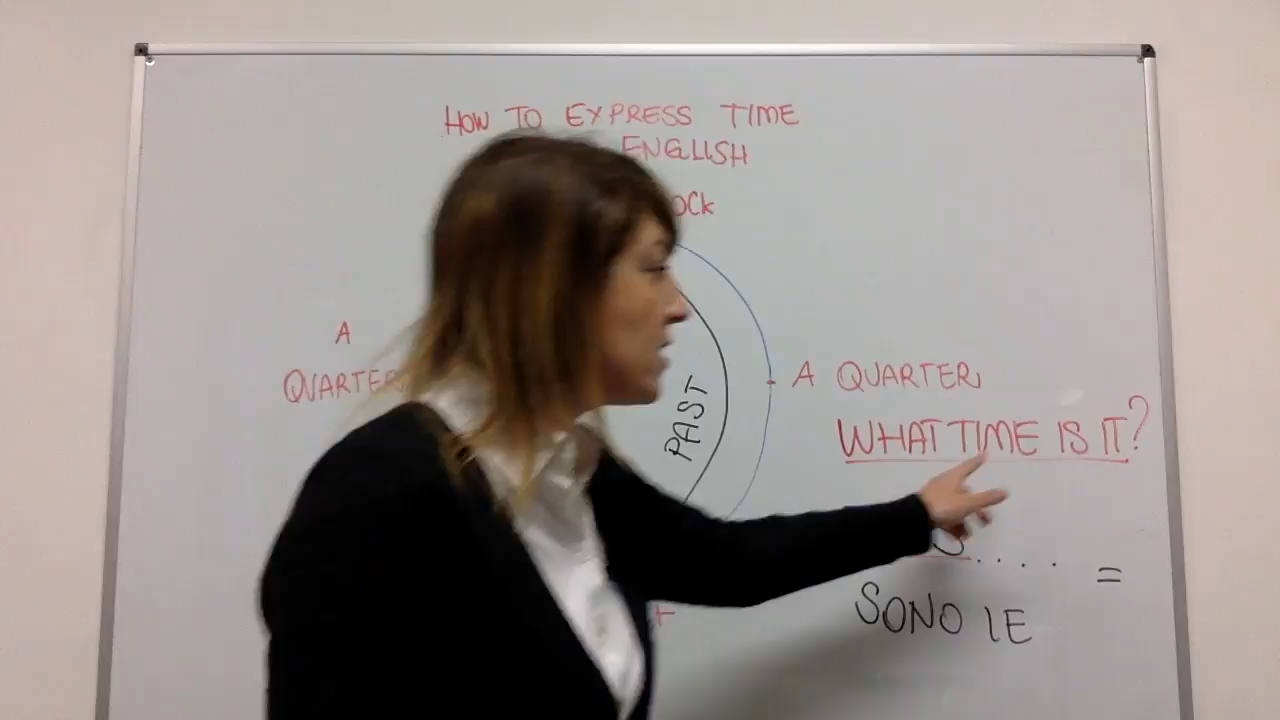 HOW TO EXPRESS TIME
ENGLISH
A
QUARTER
PAST
A QUARTER
WHAT TIME IS IT?
..... =
SONO LE